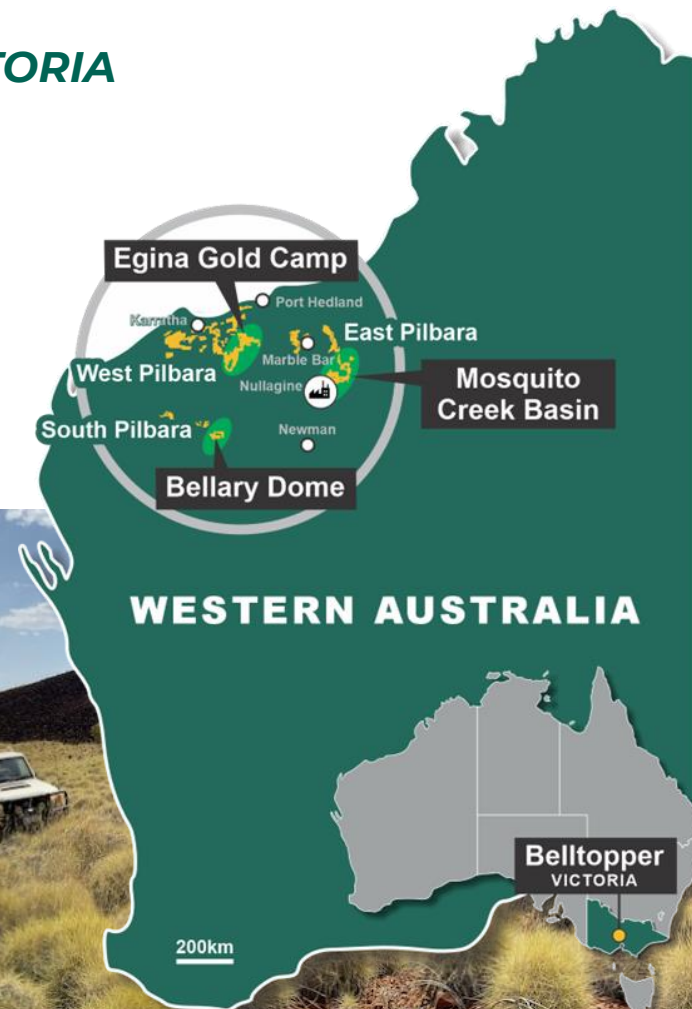 TORIA
Egina Gold Camp
Port Hedland
Karratha
East Pilbara
Marble Bar
West Pilbara
Nullagine
Mosquito
Creek Basin
South Pilbara
Newman
Bellary Dome
WESTERN AUSTRALIA
Belltopper
VICTORIA
200km